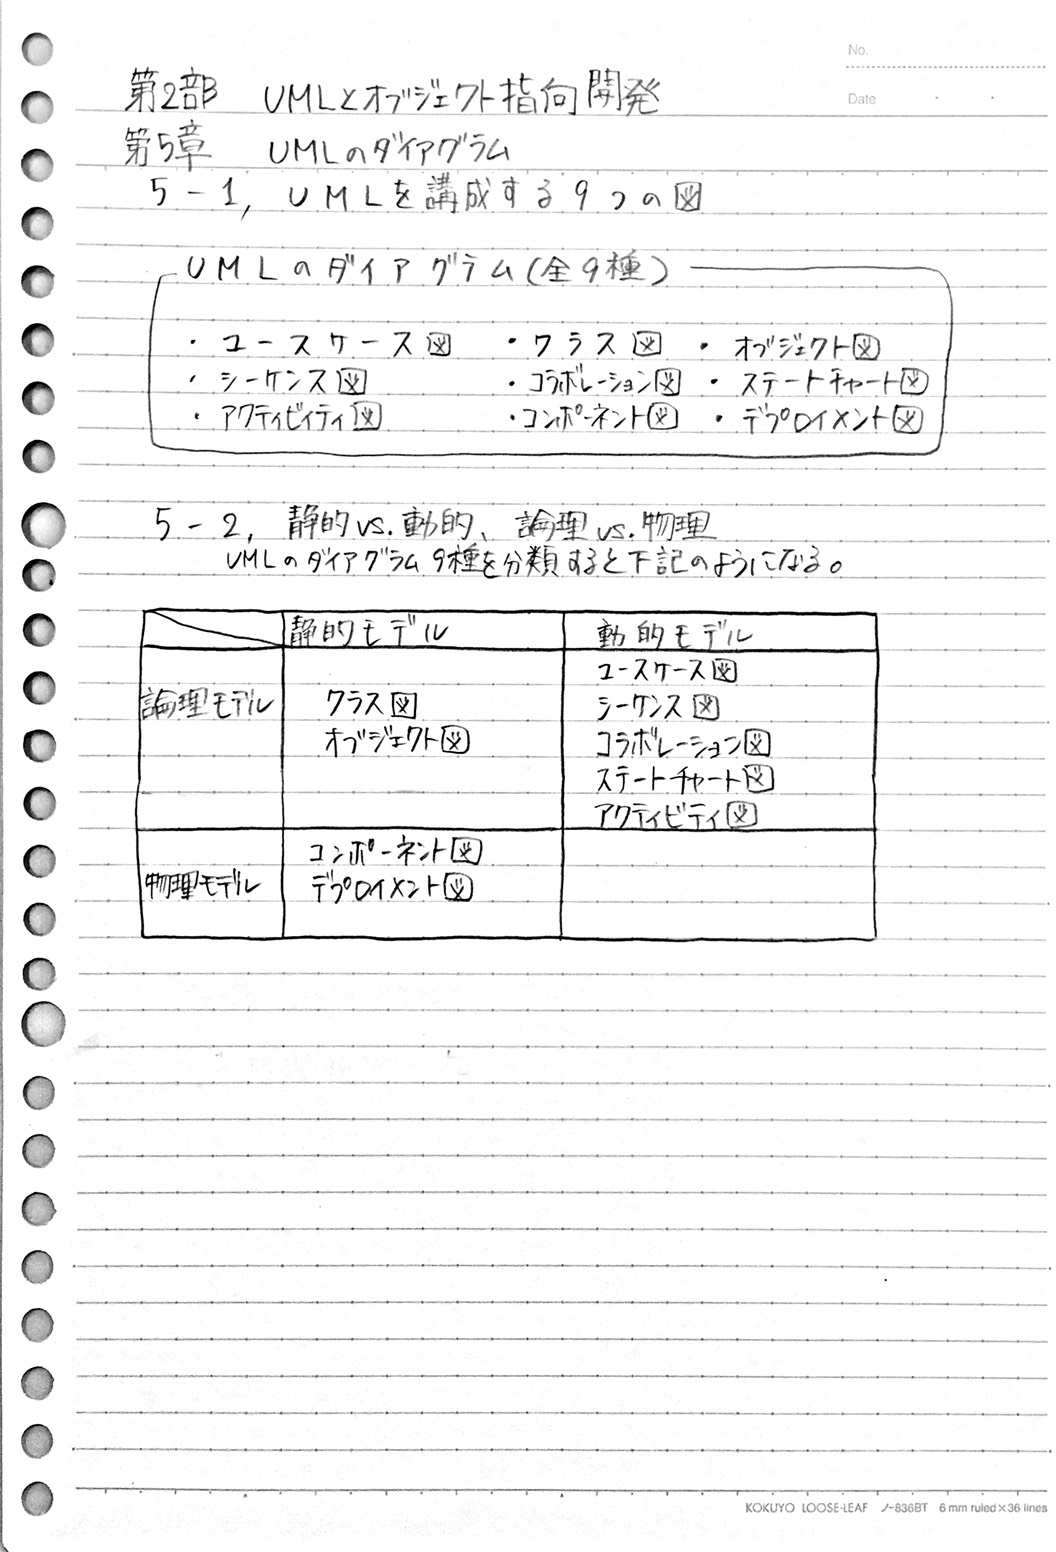 No.
Date
第2部 UMLとオブジェクト指向開発
第5章 UMLのダイアグラム
5-1, UMLを講成する9つの図
UMLのダイアグラム(全9種)
・ユースケース図 ・クラス図 ・オブジェクト図
・シーケンス図 ・コラボレーション図 ・ステートチャート図
・アクティビィティ図 ・コンポーネント図 ・デプロイメント図
5-2, 静的vs.動的、論理vs.物理
UMLのダイアグラム9種を分類すると下記のようになる。
静的モデル 動的モデル
ユースケース図
論理モデル クラス図 シーケンス図
オブジェクト図 コラボレーション図
ステートチャート図
アクティビティ図
コンポーネント図
物理モデル デプロイメント図
KOKUYO LOOSE-LEAF ノ-836BT 6 mm ruled×36 lines